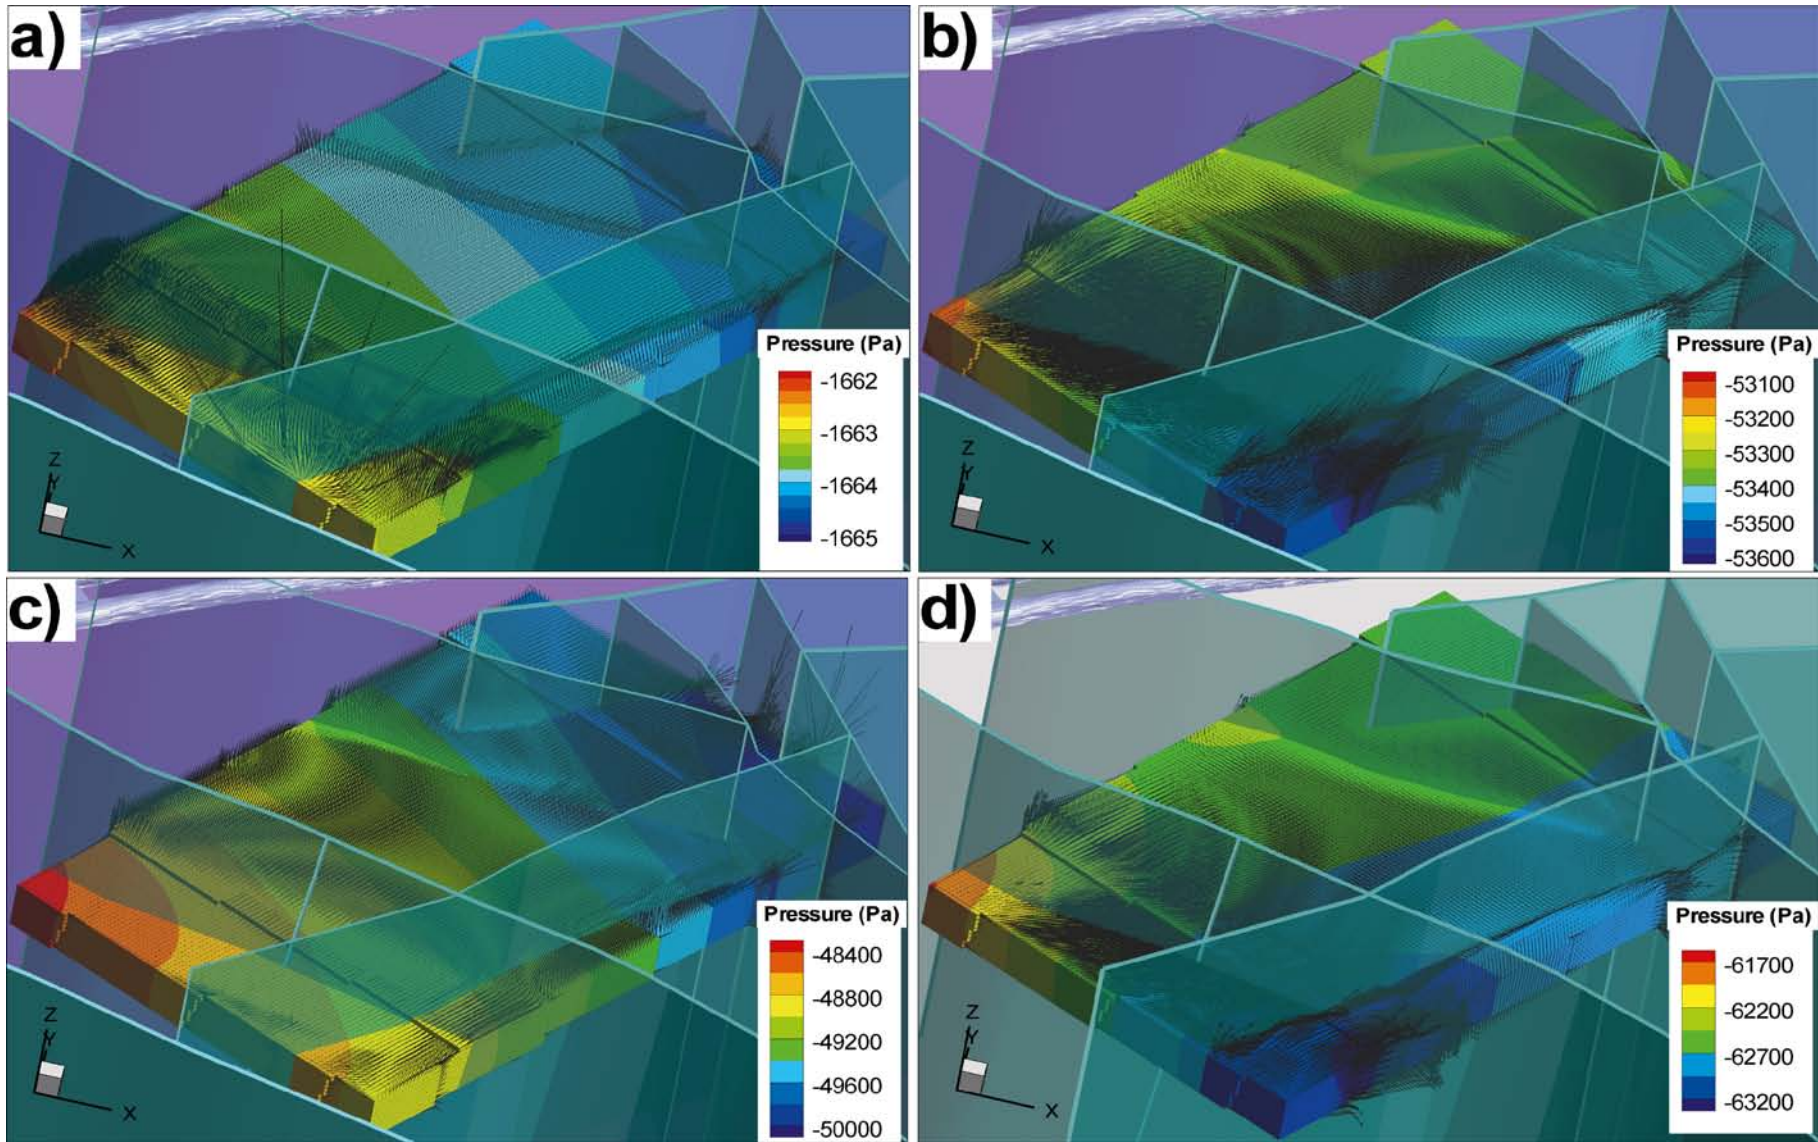 a)
Pressure (Pa)
-1662
-1663
-1664
-1665
Z
Y
X
b)
Pressure (Pa)
-53100
-53200
-53300
-53400
-53500
-53600
Z
Y
X
c)
Pressure (Pa)
-48400
-48800
-49200
-49600
-50000
Z
Y
X
d)
Pressure (Pa)
-61700
-62200
-62700
-63200
Z
Y
X